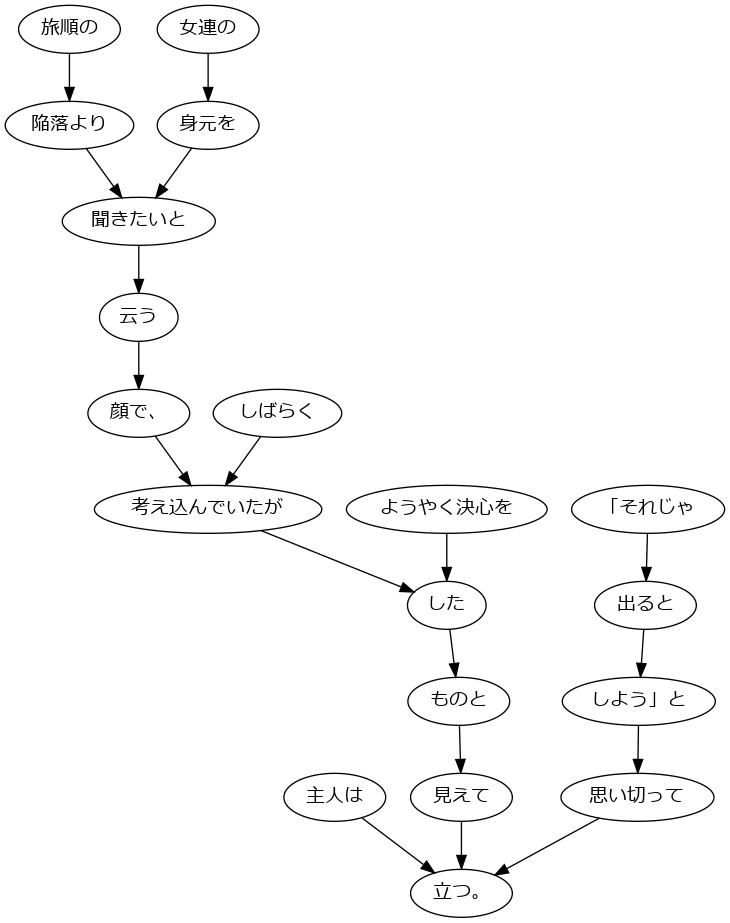 旅順の
女連の
陥落より
身元を
聞きたいと
云う
顔で、
しばらく
考え込んでいたが
ようやく決心を
「それじゃ
した
出ると
ものと
しよう」と
主人は
見えて
思い切って
立つ。